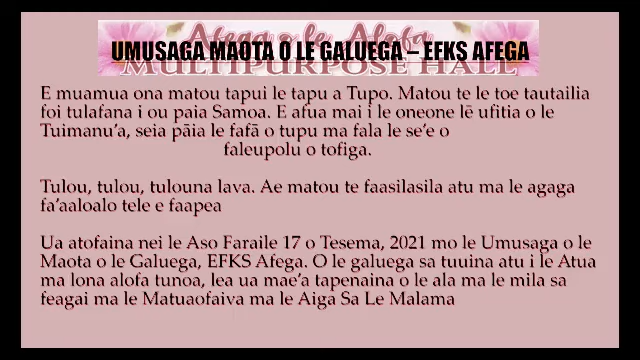 Afega o le Alofa
MULTIPURPOSE HALL
UMUSAGA MAOTA O LE GALUEGA – EFKS AFEGA
E muamua ona matou tapui le tapu a Tupo. Matou te le toe tautailia
foi tulafana i ou paia Samoa. E afua mai i le oneone lē ufitia o le
Tuimanu’a, seia pāia le fafā o tupu ma fala le se’e o
faleupolu o tofiga.
Tulou, tulou, tulouna lava. Ae matou te faasilasila atu ma le agaga
fa’aaloalo tele e faapea
Ua atofaina nei le Aso Faraile 17 o Tesema, 2021 mo le Umusaga o le
Maota o le Galuega, EFKS Afega. O le galuega sa tuuina atu i le Atua
ma lona alofa tunoa, lea ua mae’a tapenaina o le ala ma le mila sa
feagai ma le Matuaofaiva ma le Aiga Sa Le Malama